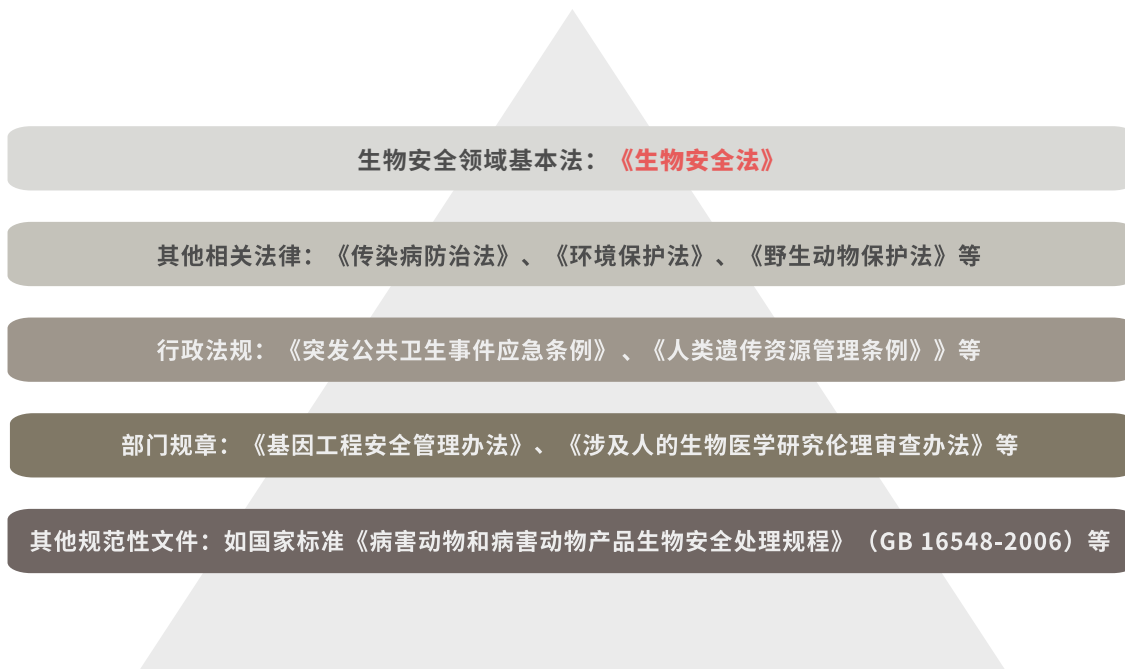 生物安全领域基本法：《生物安全法》
其他相关法律：《传染病防治法》、《环境保护法》、《野生动物保护法》等
行政法规：《突发公共卫生事件应急条例》、《人类遗传资源管理条例》》等
部门规章：《基因工程安全管理办法》、《涉及人的生物医学研究伦理审查办法》等
其他规范性文件：如国家标准《病害动物和病害动物产品生物安全处理规程》（GB 16548-2006）等